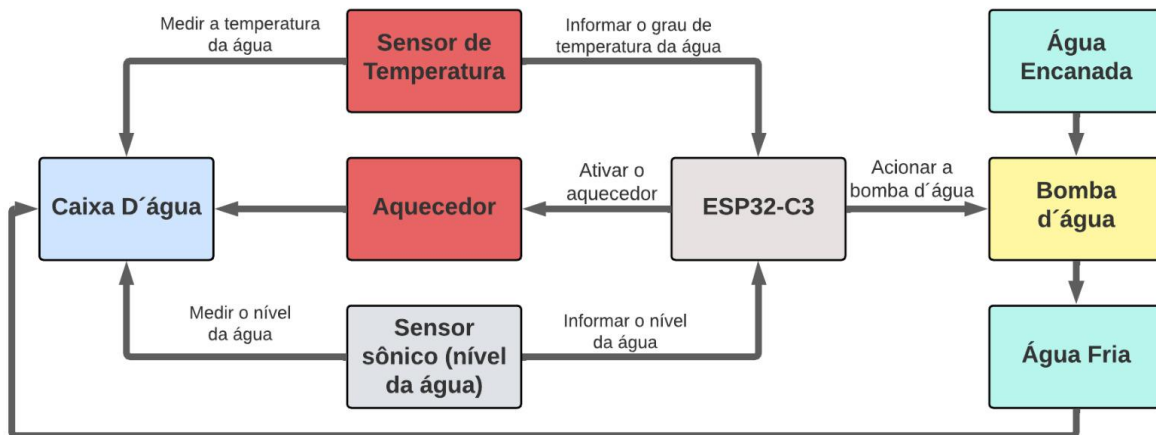 Medir a temperatura
da água
Sensor de
Temperatura
Informar o grau de
temperatura da água
Água
Encanada
Caixa D´água
Aquecedor
Ativar o
aquecedor
ESP32-C3
Acionar a
bomba d´água
Bomba
d´água
Medir o nível
da água
Sensor
sônico (nível
da água)
Informar o nível
da água
Água Fria